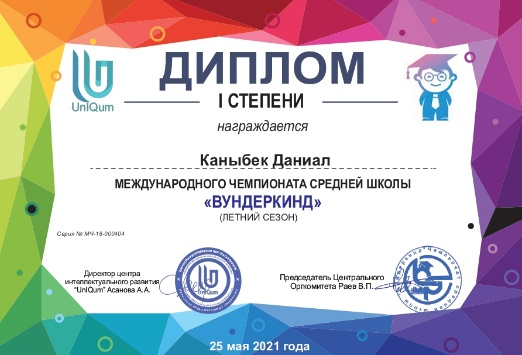 ДИПЛОМ
I СТЕПЕНИ
UniQum
награждается
Каныбек Даниал
МЕЖДУНАРОДНОГО ЧЕМПИОНАТА СРЕДНЕЙ ШКОЛЫ
«ВУНДЕРКИНД»
(ЛЕТНИЙ СЕЗОН)
Серия № МЧ-18-000404
Директор центра
интеллектуального развития
"UniQum" Асанова А.А.
UniQum
Председатель Центрального
Оргкомитета Раев В.П.
25 мая 2021 года